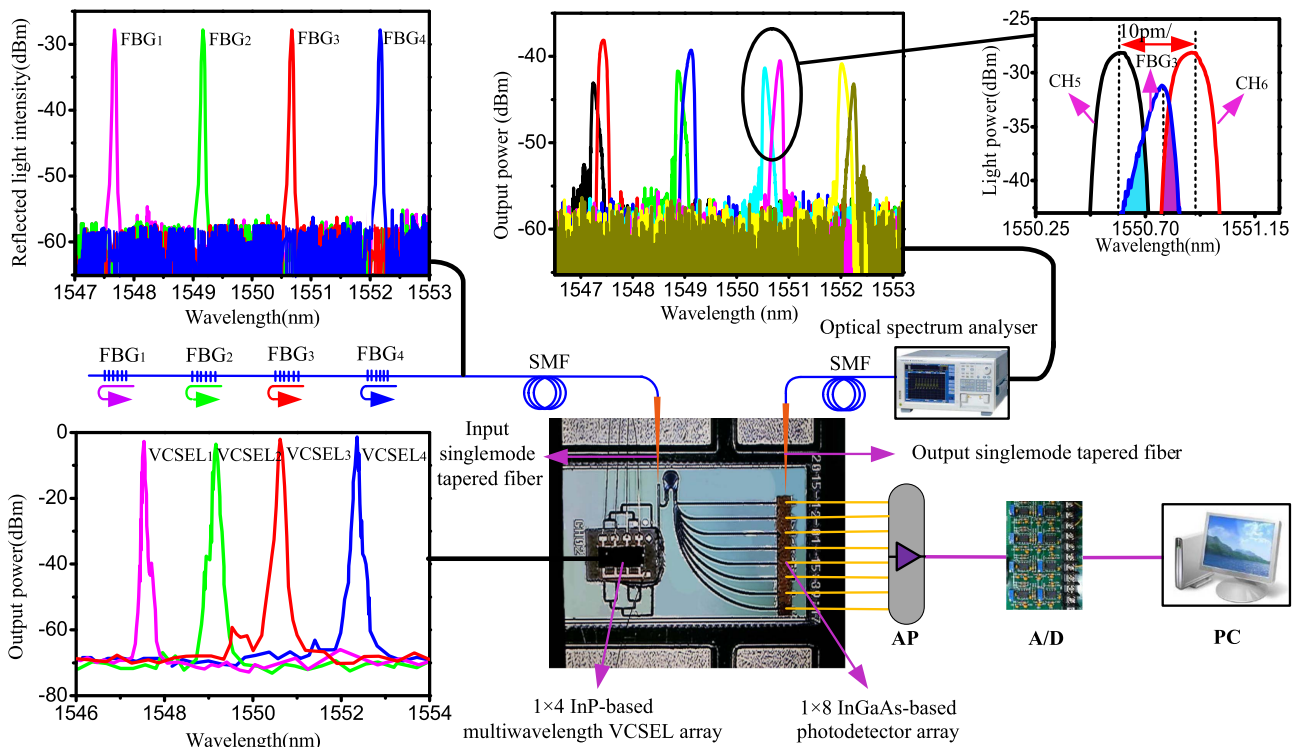 Reflected light intensity(dBm)
-30
-40
-50
-60
FBG1
FBG2
FBG3
FBG4
1547 1548 1549 1550 1551 1552 1553
Wavelength(nm)
Output power (dBm)
-40
-50
-60
1547 1548 1549 1550 1551 1552 1553
Wavelength (nm)
Light power(dBm)
-25
-30
-35
-40
10pm/
FBG3
CH5
CH6
1550.25 1550.70 1551.15
Wavelength(nm)
Optical spectrum analyser
FBG1
FBG2
FBG3
FBG4
SMF
SMF
Input
singlemode
tapered fiber
Output singlemode tapered fiber
Output power(dBm)
0
-20
-40
-60
-80
VCSEL1
VCSEL2
VCSEL3
VCSEL4
1546 1548 1550 1552 1554
Wavelength(nm)
AP
A/D
PC
1×4 InP-based
multiwavelength VCSEL array
1×8 InGaAs-based
photodetector array